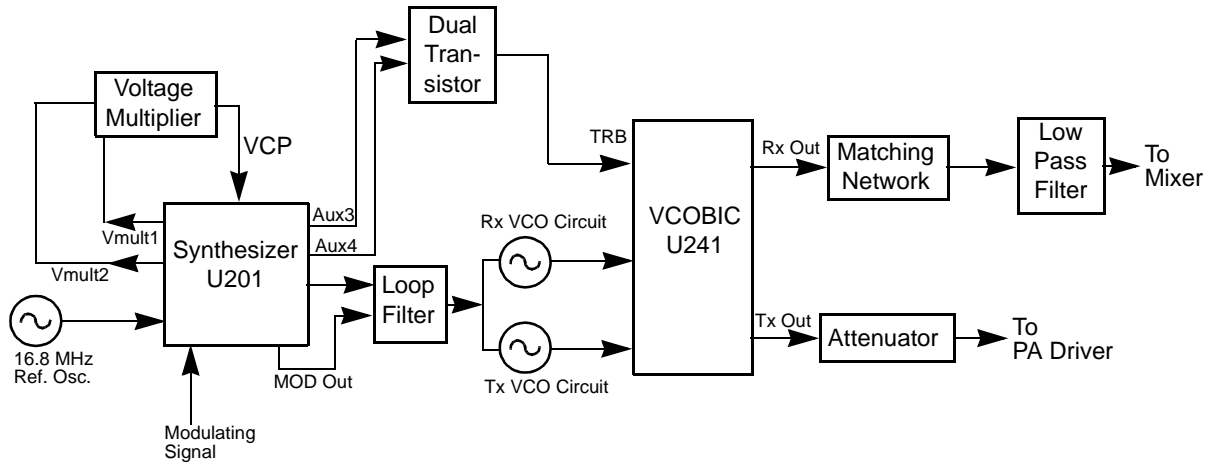 Dual
Tran-
sistor
Voltage
Multiplier
VCP
TRB
Rx Out
Matching
Network
Low
Pass
Filter
To
Mixer
Aux3
Vmult1
Synthesizer
U201
Aux4
Vmult2
Rx VCO Circuit
VCOBIC
U241
Loop
Filter
16.8 MHz
Ref. Osc.
MOD Out
Tx VCO Circuit
Tx Out
Attenuator
To
PA Driver
Modulating
Signal